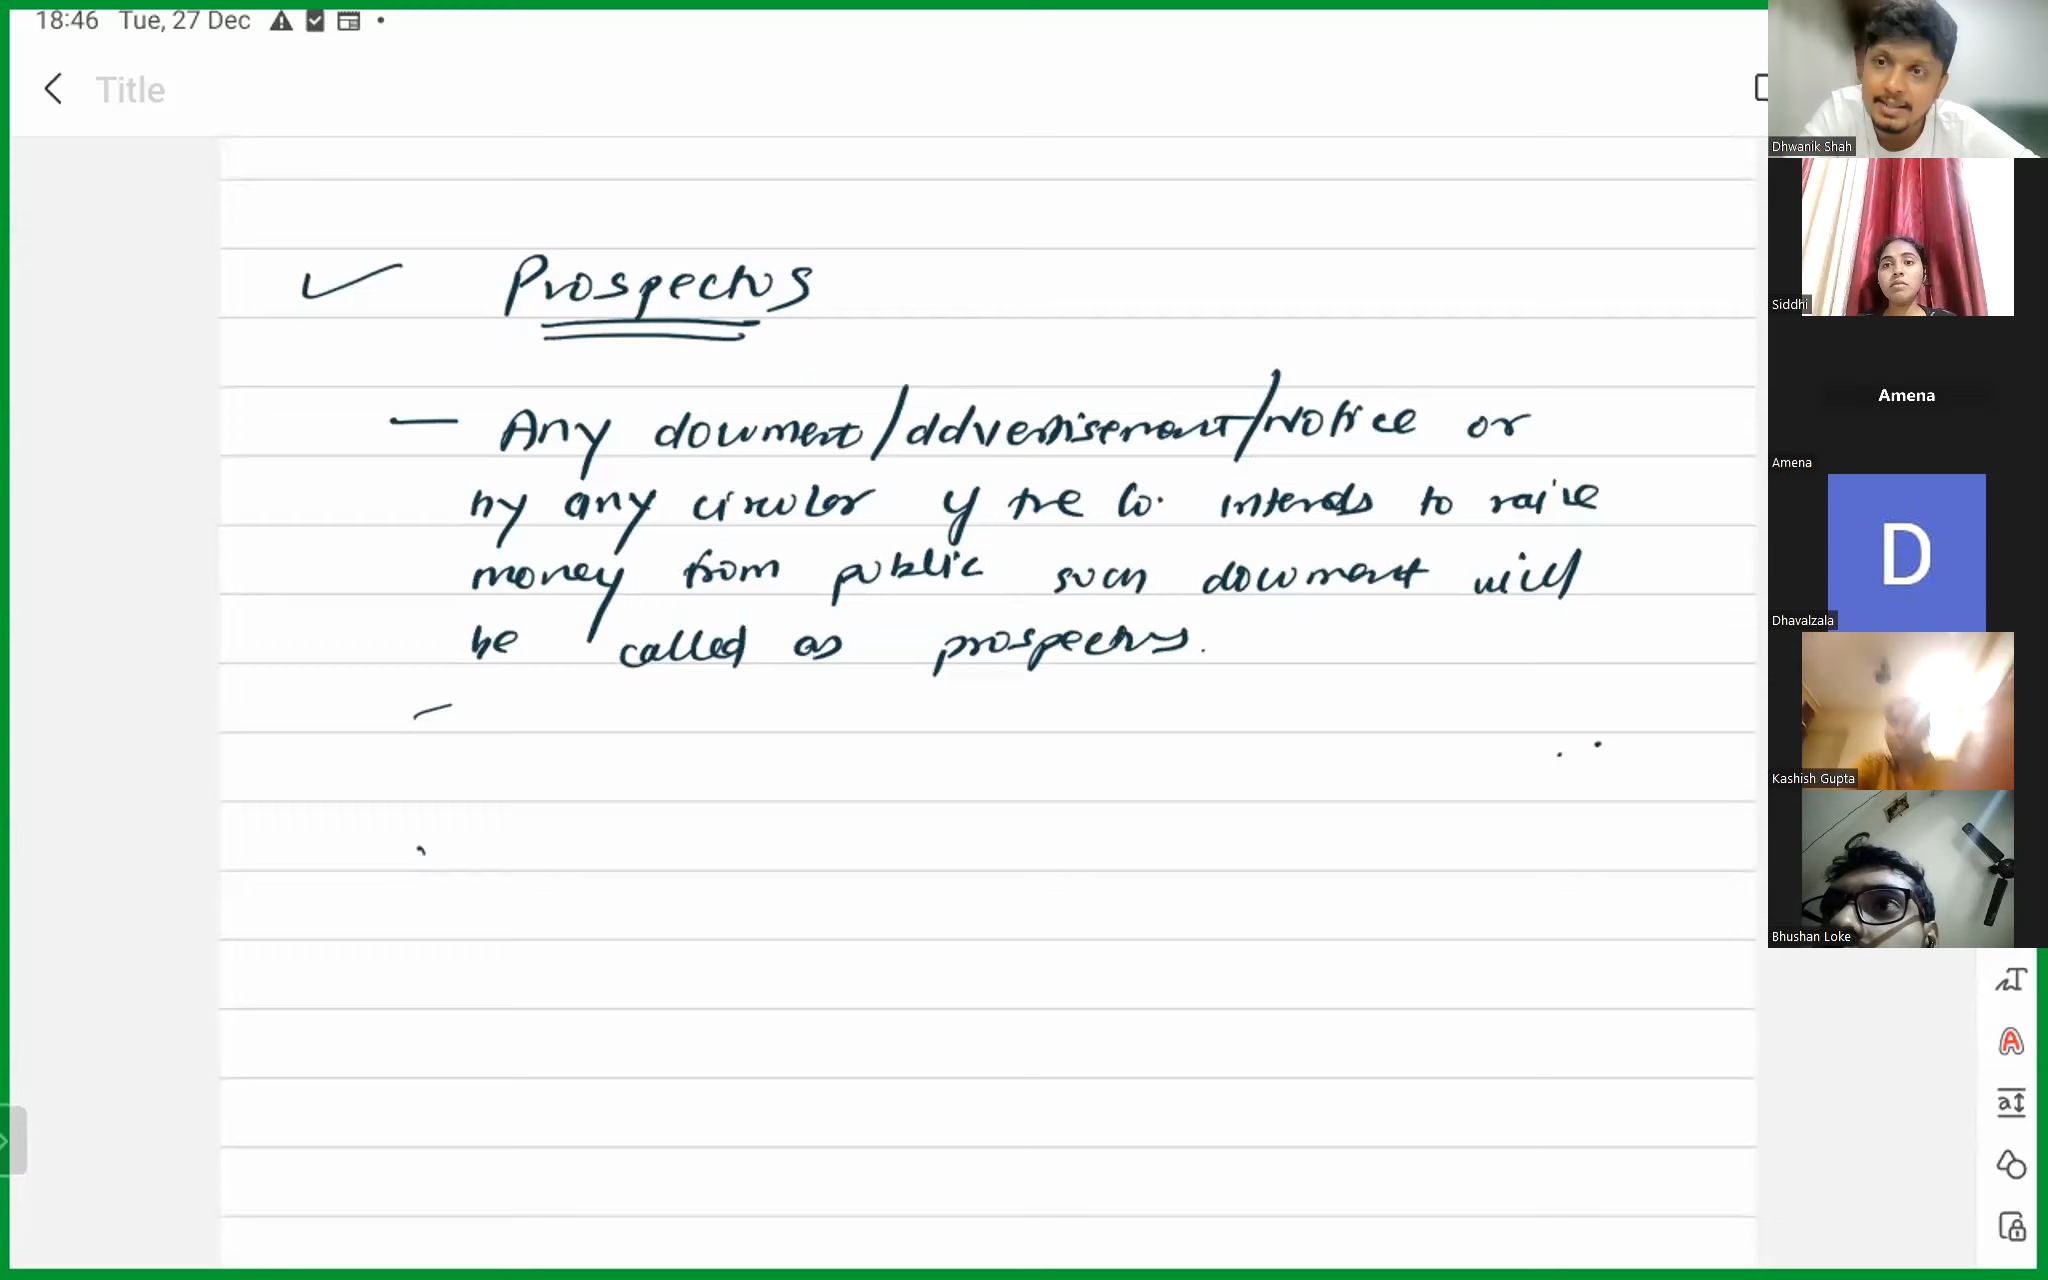 18:46 Tue, 27 Dec
Title
Prospectus
Any document/Advertisement/Notice or
by any circular if the Co. intends to raise
money from public such document will
be called as prospectus.
Dhwanik Shah
Siddhi
Amena
Amena
D
Dhavalzala
Kashish Gupta
Bhushan Loke